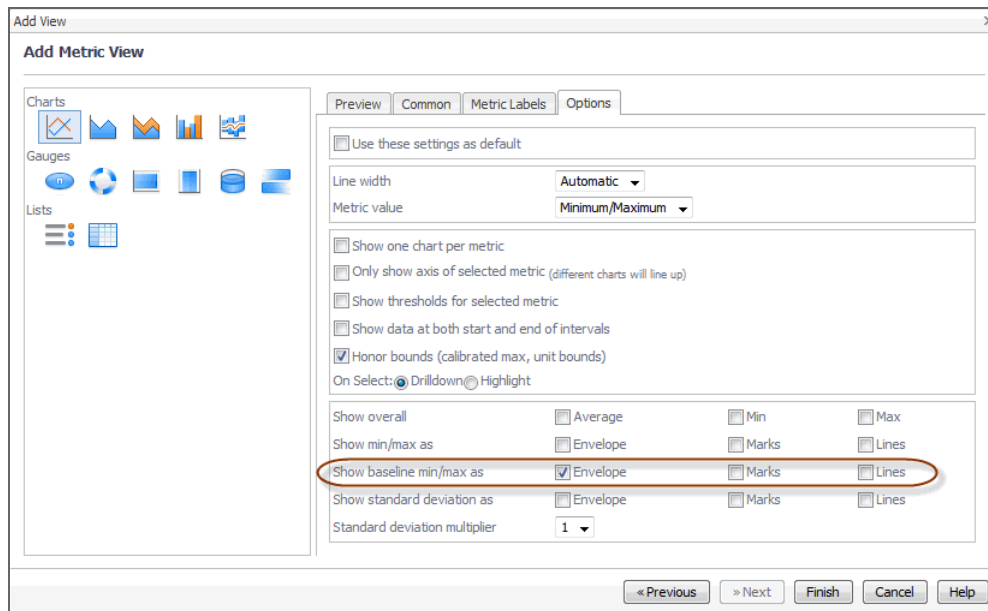 Add View
Add Metric View
Charts
Gauges
n
Lists
Preview Common Metric Labels Options
Use these settings as default
Line width Automatic
Metric value Minimum/Maximum
Show one chart per metric
Only show axis of selected metric (different charts will line up)
Show thresholds for selected metric
Show data at both start and end of intervals
Honor bounds (calibrated max, unit bounds)
On Select: Drilldown Highlight
Show overall Average Min Max
Show min/max as Envelope Marks Lines
Show baseline min/max as Envelope Marks Lines
Show standard deviation as Envelope Marks Lines
Standard deviation multiplier 1
« Previous » Next Finish Cancel Help